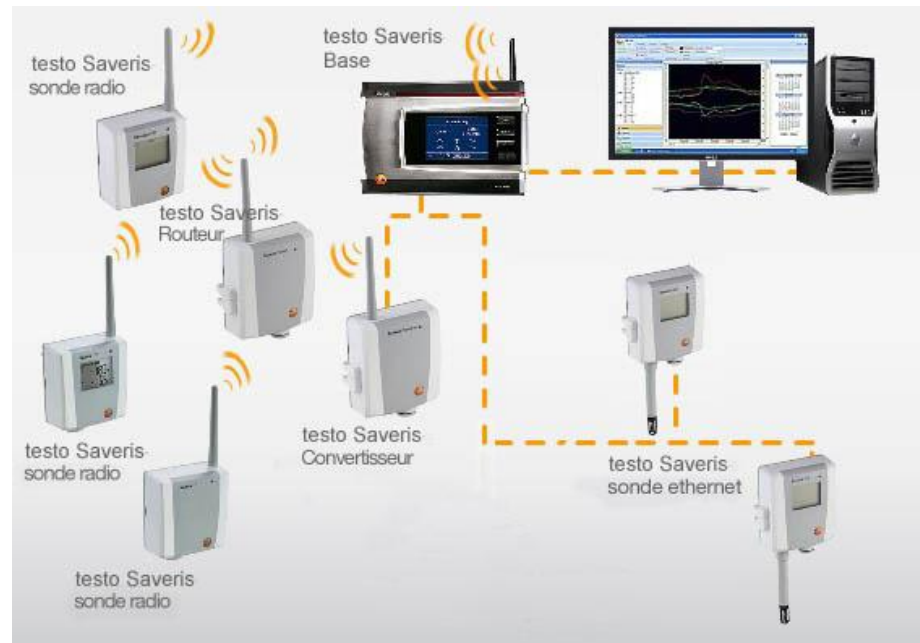 testo Saveris
sonde radio
testo Saveris
Base
testo Saveris
Routeur
testo Saveris
sonde radio
testo Saveris
Convertisseur
testo Saveris
sonde ethernet
testo Saveris
sonde radio